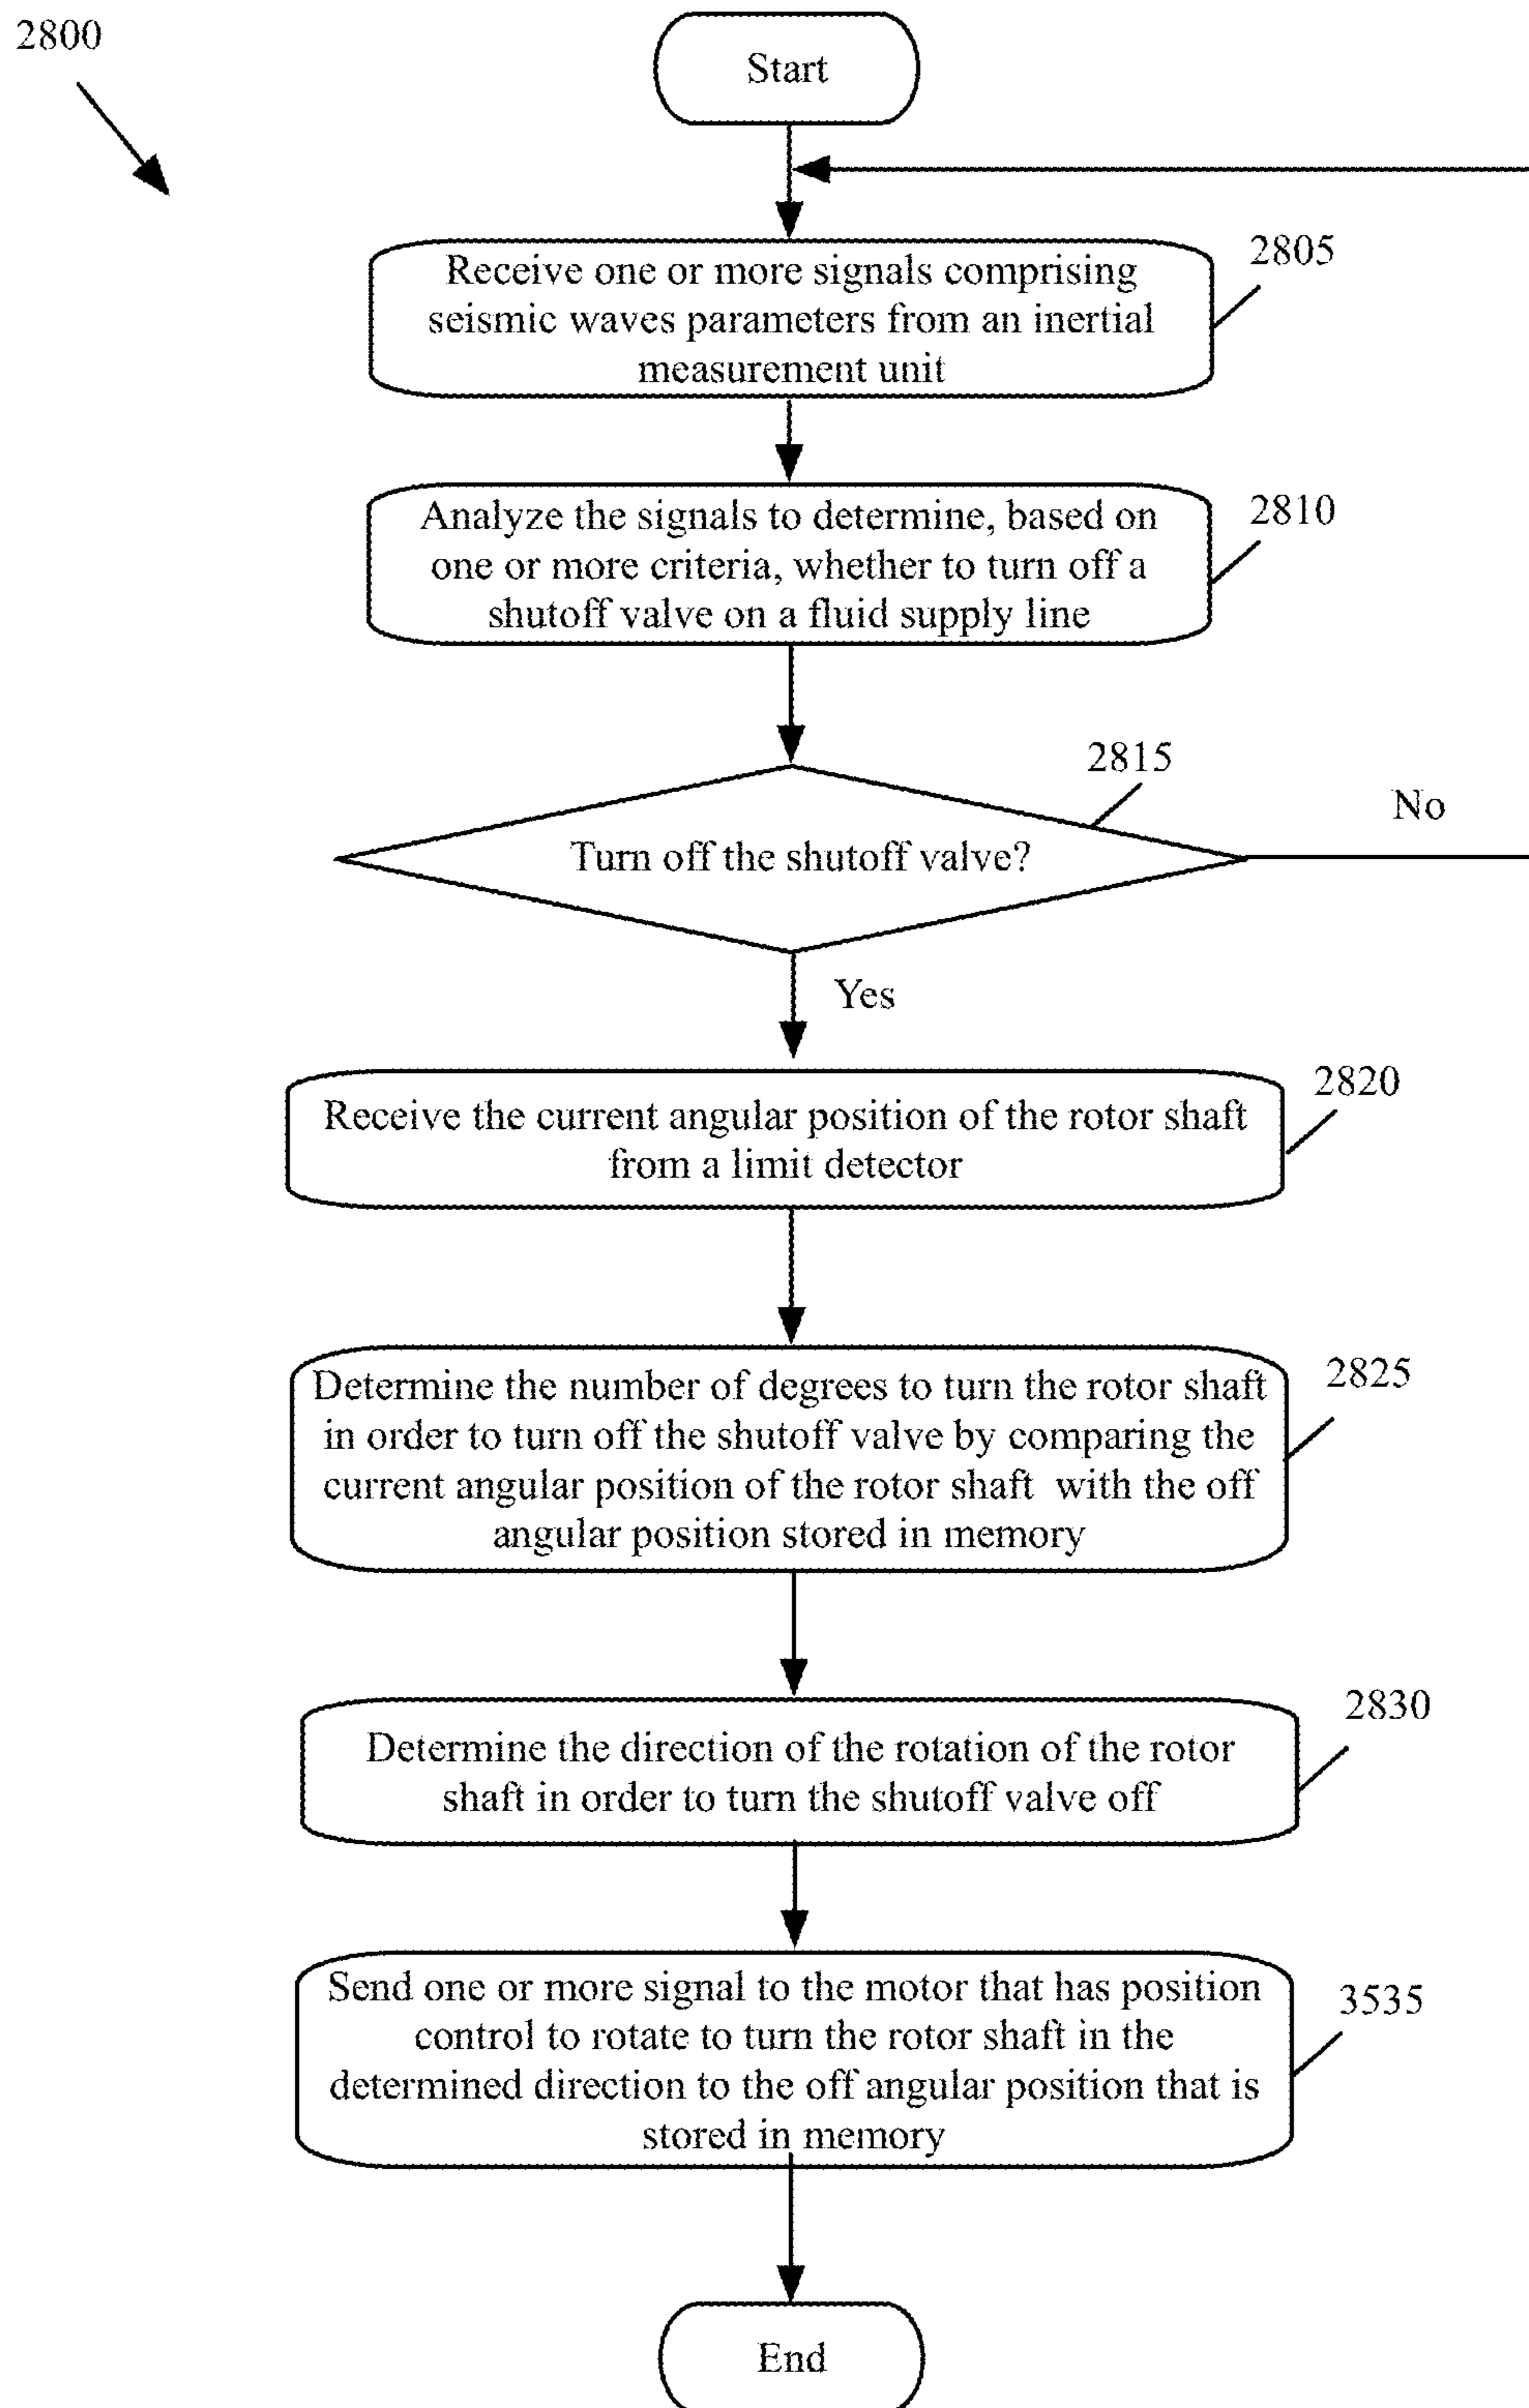 2800
Start
Receive one or more signals comprising
seismic waves parameters from an inertial
measurement unit
2805
Analyze the signals to determine, based on
one or more criteria, whether to turn off a
shutoff valve on a fluid supply line
2810
2815
Turn off the shutoff valve?
No
Yes
Receive the current angular position of the rotor shaft
from a limit detector
2820
Determine the number of degrees to turn the rotor shaft
in order to turn off the shutoff valve by comparing the
current angular position of the rotor shaft with the off
angular position stored in memory
2825
Determine the direction of the rotation of the rotor
shaft in order to turn the shutoff valve off
2830
Send one or more signal to the motor that has position
control to rotate to turn the rotor shaft in the
determined direction to the off angular position that is
stored in memory
3535
End